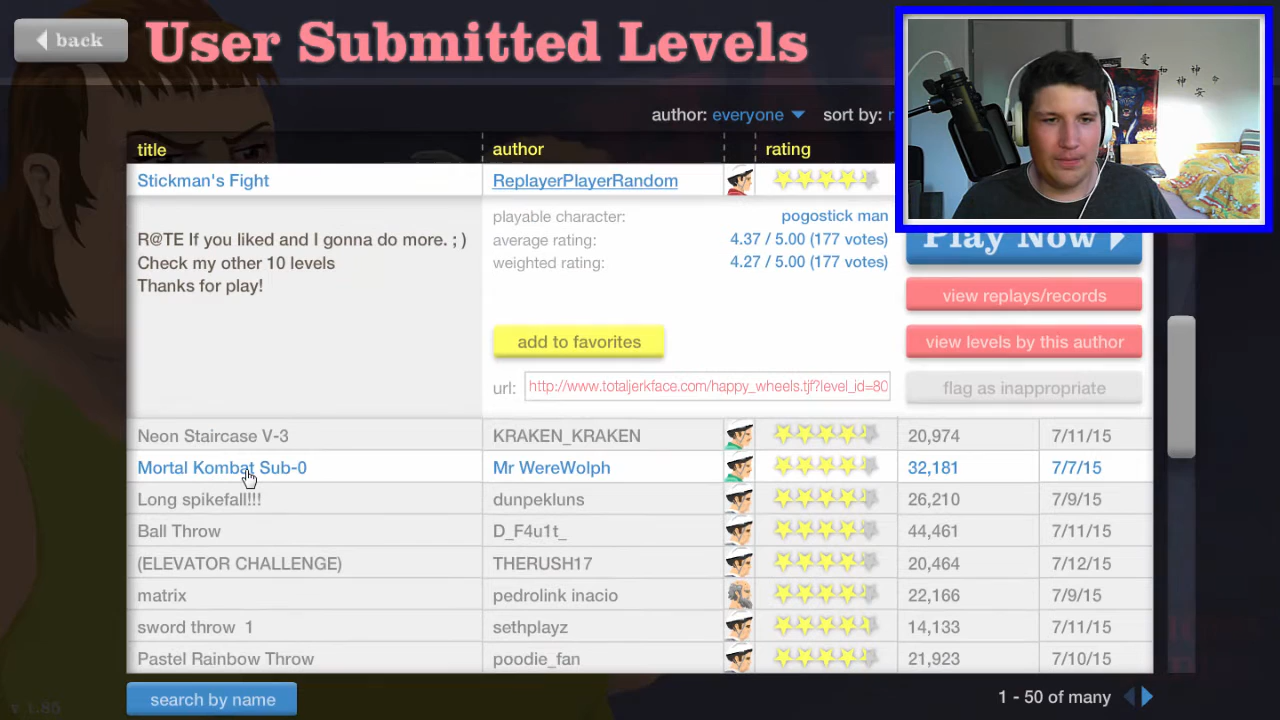 back
User Submitted Levels
author: everyone
sort by:
title author rating
Stickman's Fight ReplayerPlayerRandom
R@TE If you liked and I gonna do more. ; )
Check my other 10 levels
Thanks for play!
playable character: pogostick man
average rating: 4.37 / 5.00 (177 votes)
weighted rating: 4.27 / 5.00 (177 votes)
add to favorites
url: http://www.totaljerkface.com/happy_wheels.tjf?level_id=80
Play Now
view replays/records
view levels by this author
flag as inappropriate
Neon Staircase V-3 KRAKEN_KRAKEN 20,974 7/11/15
Mortal Kombat Sub-0 Mr WereWolph 32,181 7/7/15
Long spikefall!!! dunpekluns 26,210 7/9/15
Ball Throw D_F4u1t_ 44,461 7/11/15
(ELEVATOR CHALLENGE) THERUSH17 20,464 7/12/15
matrix pedrolink inacio 22,166 7/9/15
sword throw 1 sethplayz 14,133 7/11/15
Pastel Rainbow Throw poodie_fan 21,923 7/10/15
search by name
1 - 50 of many
v 1.85